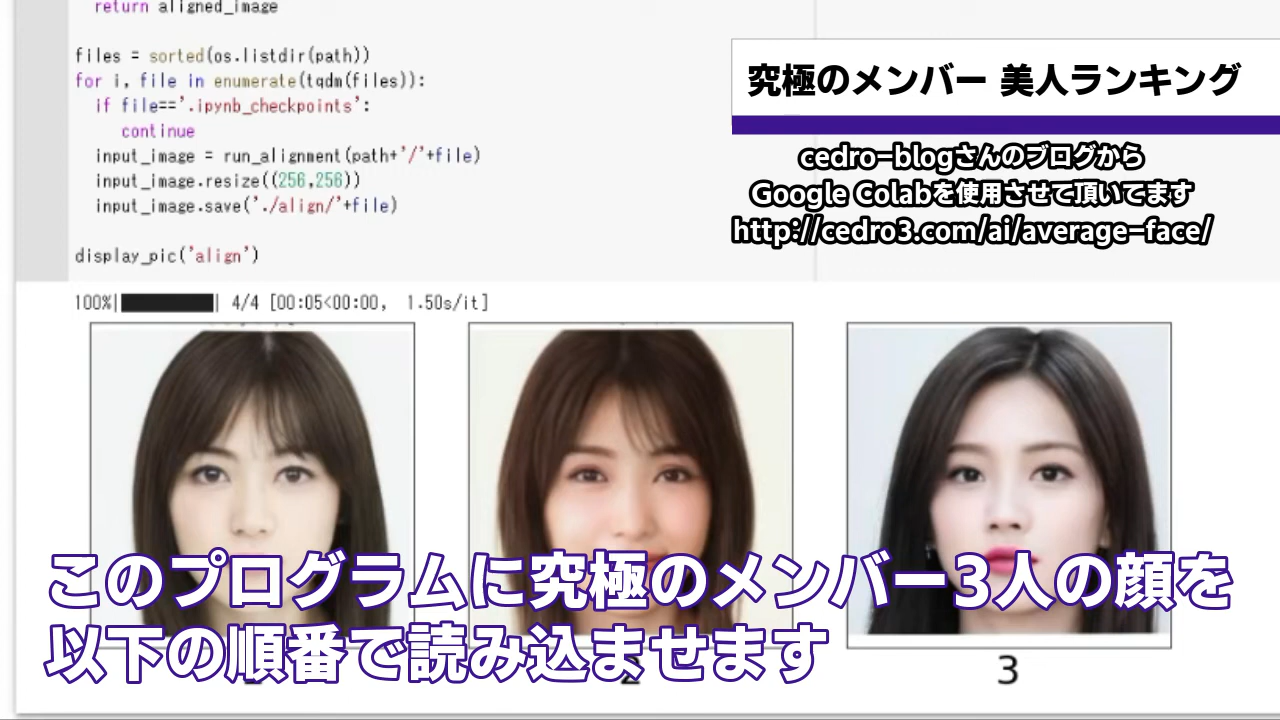 return aligned_image
files = sorted(os.listdir(path))
for i, file in enumerate(tqdm(files)):
if file=='.ipynb_checkpoints':
continue
input_image = run_alignment(path+'/'+file)
input_image.resize((256,256))
input_image.save('./align/'+file)
display_pic('align')
究極のメンバー 美人ランキング
cedro-blogさんのブログから
Google Colabを使用させて頂いてます
http://cedro3.com/ai/average-face/
100%| | 4/4 [00:05<00:00, 1.50s/it]
このプログラムに究極のメンバー3人の顔を
以下の順番で読み込ませます
3